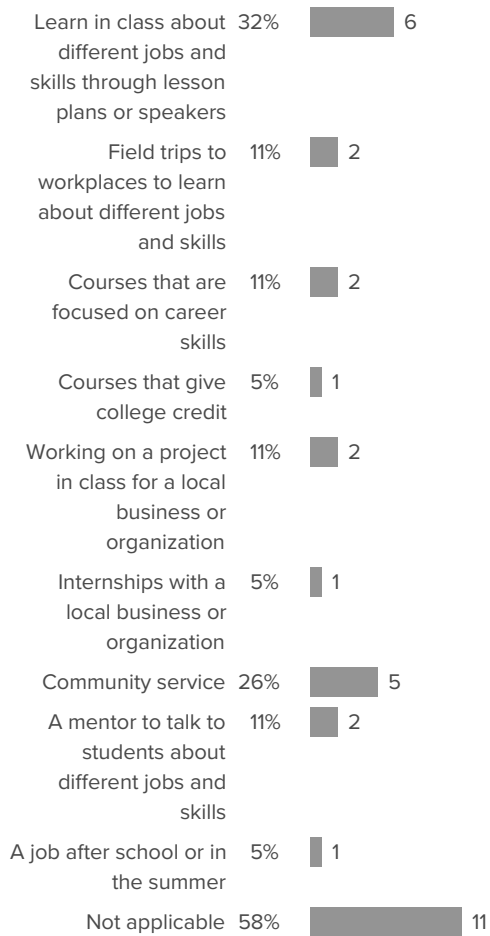 Learn in class about 32% 6
different jobs and
skills through lesson
plans or speakers
Field trips to 11% 2
workplaces to learn
about different jobs
and skills
Courses that are 11% 2
focused on career
skills
Courses that give 5% 1
college credit
Working on a project 11% 2
in class for a local
business or
organization
Internships with a 5% 1
local business or
organization
Community service 26% 5
A mentor to talk to 11% 2
students about
different jobs and
skills
A job after school or in 5% 1
the summer
Not applicable 58% 11